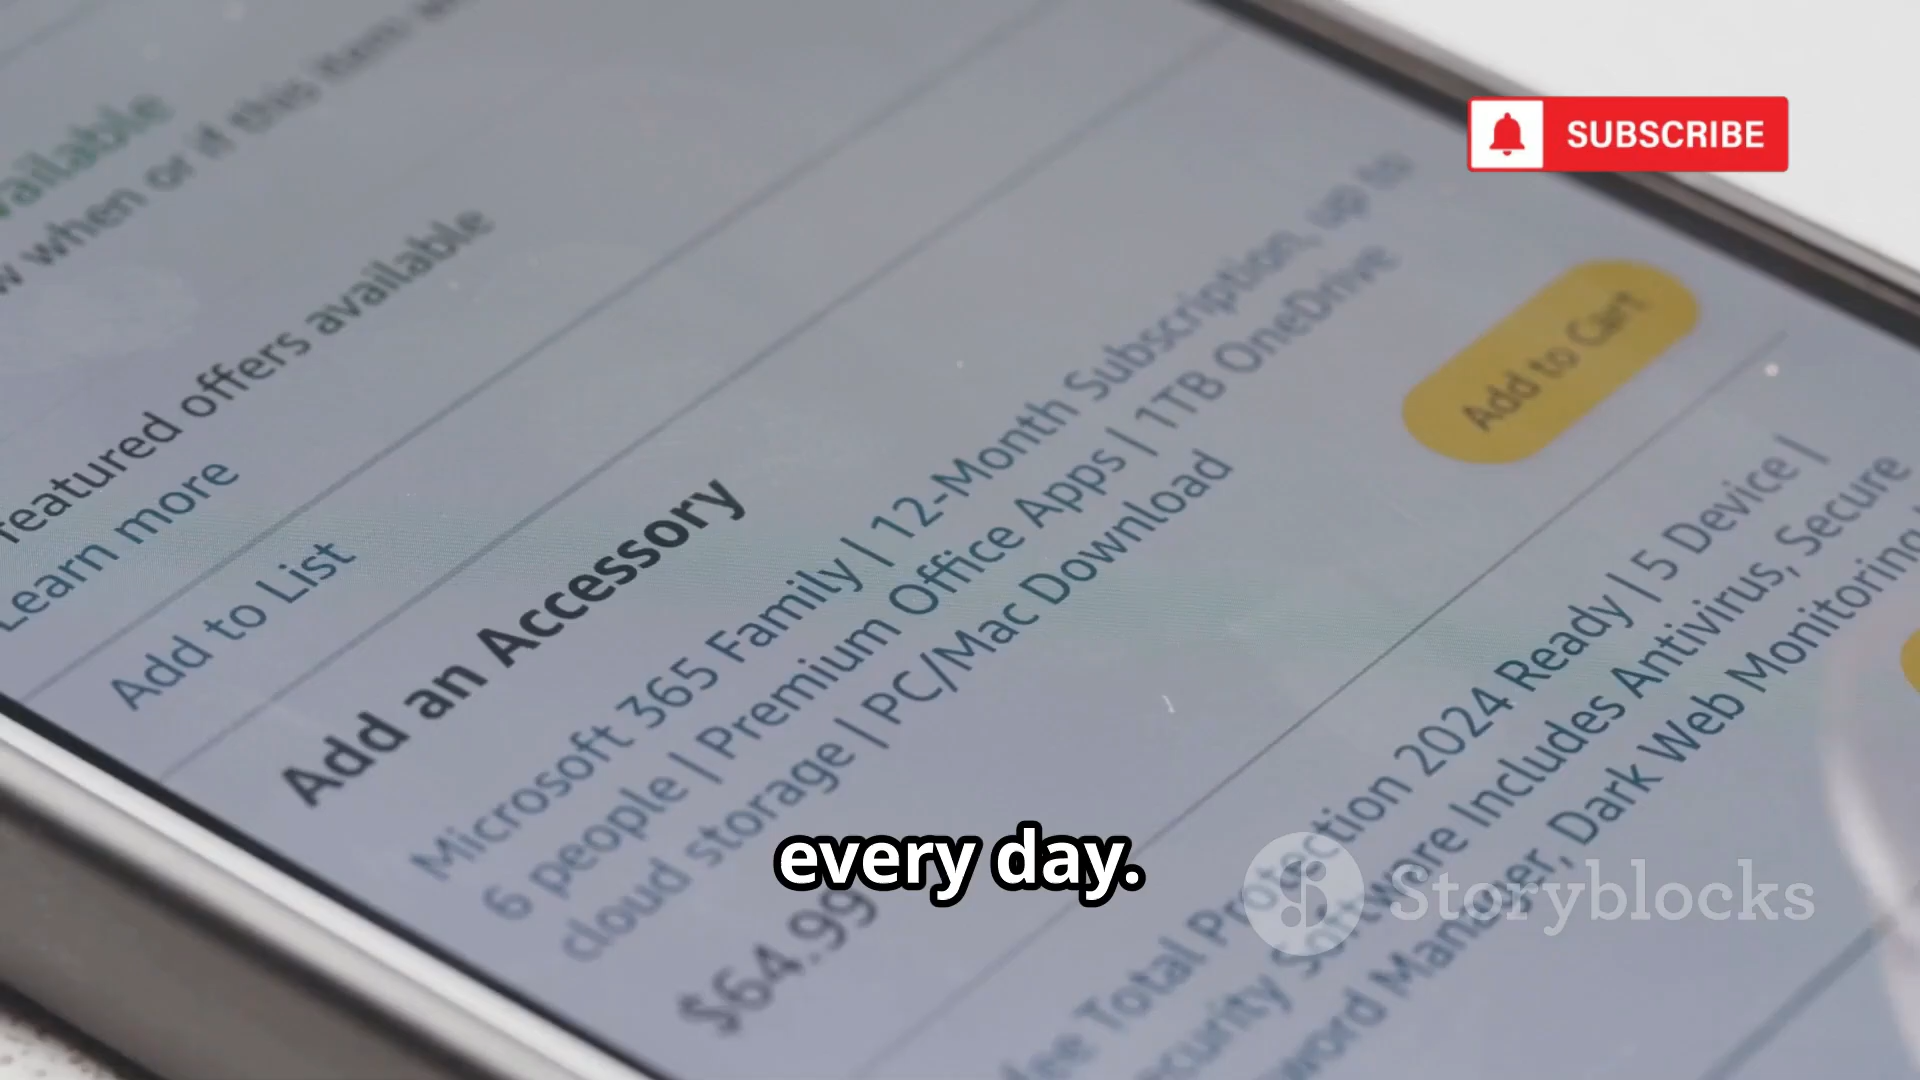 SUBSCRIBE
vailable
w when or if this item
featured offers available
Learn more
Add to List
Add an Accessory
Microsoft 365 Family | 12-Month Subscription, up to
6 people | Premium Office Apps | 1TB OneDrive
cloud storage | PC/Mac Download
$64.99
Add to Cart
Total Protection 2024 Ready | 5 Device |
Software Includes Antivirus, Secure
Manager, Dark Web Monitoring
every day.
Storyblocks